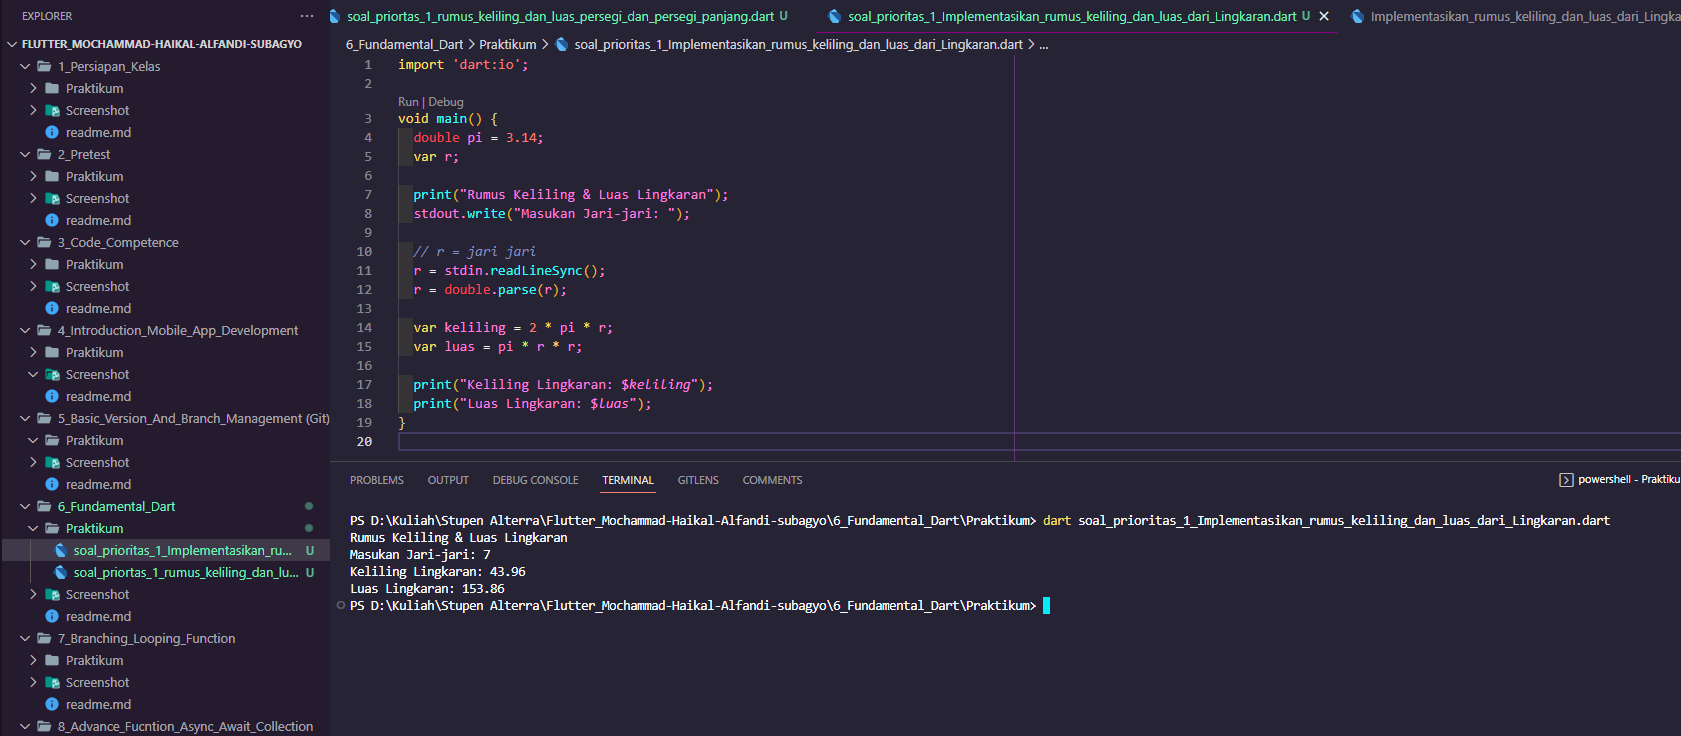 EXPLORER
FLUTTER_MOCHAMMAD-HAIKAL-ALFANDI-SUBAGYO
1_Persiapan_Kelas
Praktikum
Screenshot
readme.md
2_Pretest
Praktikum
Screenshot
readme.md
3_Code_Competence
Praktikum
Screenshot
readme.md
4_Introduction_Mobile_App_Development
Praktikum
Screenshot
readme.md
5_Basic_Version_And_Branch_Management (Git)
Praktikum
Screenshot
readme.md
6_Fundamental_Dart
Praktikum
soal_prioritas_1_Implementasikan_ru... U
soal_priortas_1_rumus_keliling_dan_lu... U
Screenshot
readme.md
7_Branching_Looping_Function
Praktikum
Screenshot
readme.md
8_Advance_Fucntion_Async_Await_Collection
soal_priortas_1_rumus_keliling_dan_luas_persegi_dan_persegi_panjang.dart U
soal_prioritas_1_Implementasikan_rumus_keliling_dan_luas_dari_Lingkaran.dart U
Implementasikan_rumus_keliling_dan_luas_dari_Lingka
6_Fundamental_Dart > Praktikum > soal_prioritas_1_Implementasikan_rumus_keliling_dan_luas_dari_Lingkaran.dart > ...
1 import 'dart:io';
2
Run | Debug
3 void main() {
4 double pi = 3.14;
5 var r;
6
7 print("Rumus Keliling & Luas Lingkaran");
8 stdout.write("Masukan Jari-jari: ");
9
10 // r = jari jari
11 r = stdin.readLineSync();
12 r = double.parse(r);
13
14 var keliling = 2 * pi * r;
15 var luas = pi * r * r;
16
17 print("Keliling Lingkaran: $keliling");
18 print("Luas Lingkaran: $luas");
19 }
20
PROBLEMS OUTPUT DEBUG CONSOLE TERMINAL GITLENS COMMENTS
powershell - Praktiku
PS D:\Kuliah\Stupen Alterra\Flutter_Mochammad-Haikal-Alfandi-subagyo\6_Fundamental_Dart\Praktikum> dart soal_prioritas_1_Implementasikan_rumus_keliling_dan_luas_dari_Lingkaran.dart
Rumus Keliling & Luas Lingkaran
Masukan Jari-jari: 7
Keliling Lingkaran: 43.96
Luas Lingkaran: 153.86
PS D:\Kuliah\Stupen Alterra\Flutter_Mochammad-Haikal-Alfandi-subagyo\6_Fundamental_Dart\Praktikum>